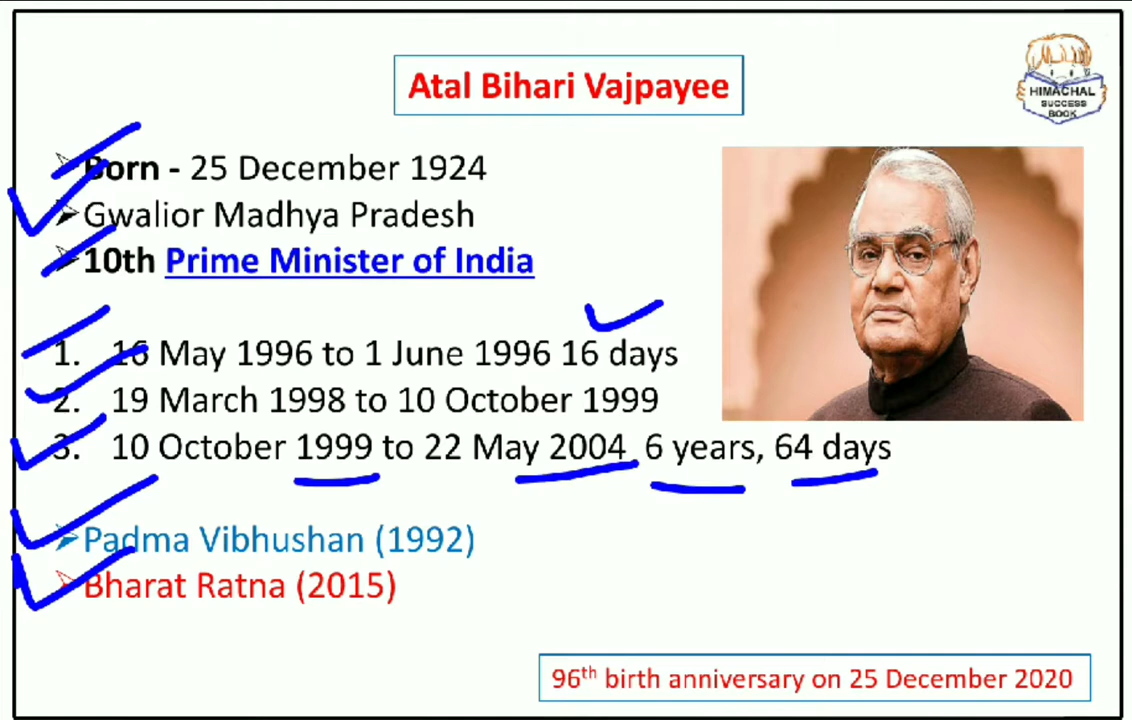 Atal Bihari Vajpayee
HIMACHAL
SUCCESS
BOOK
Born - 25 December 1924
Gwalior Madhya Pradesh
10th Prime Minister of India
1. 16 May 1996 to 1 June 1996 16 days
2. 19 March 1998 to 10 October 1999
3. 10 October 1999 to 22 May 2004 6 years, 64 days
Padma Vibhushan (1992)
Bharat Ratna (2015)
96th birth anniversary on 25 December 2020